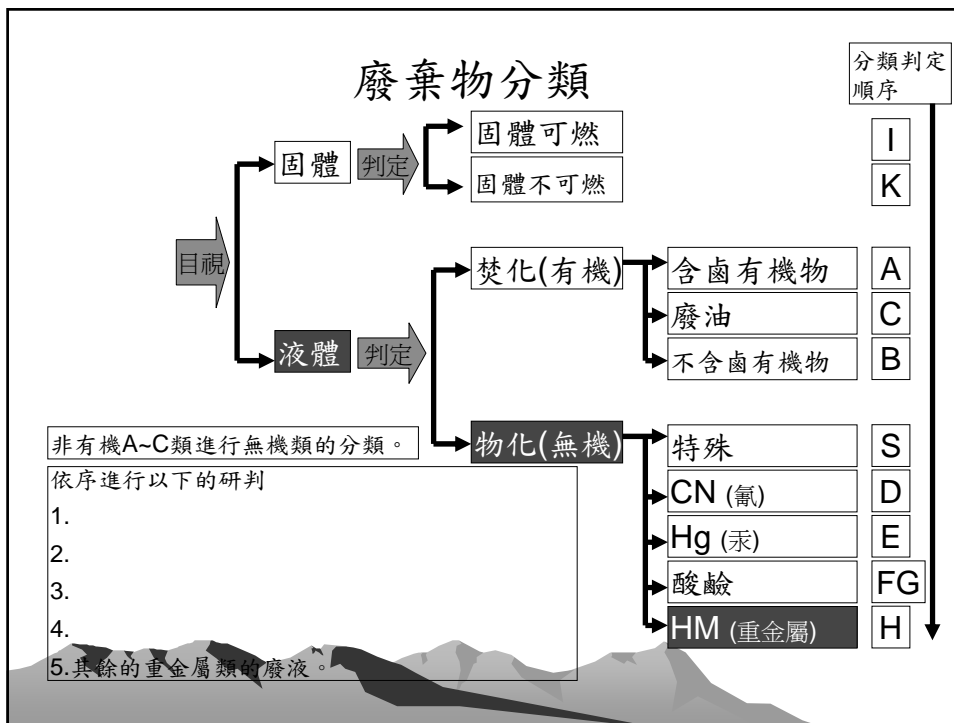 廢棄物分類
分類判定
順序
固體可燃
I
固體
判定
固體不可燃
K
目視
焚化(有機)
含鹵有機物
A
廢油
C
液體
判定
不含鹵有機物
B
非有機A~C類進行無機類的分類。
物化(無機)
特殊
S
依序進行以下的研判
CN (氰)
D
1.
Hg (汞)
E
2.
酸鹼
FG
3.
HM (重金屬)
H
4.
5.其餘的重金屬類的廢液。